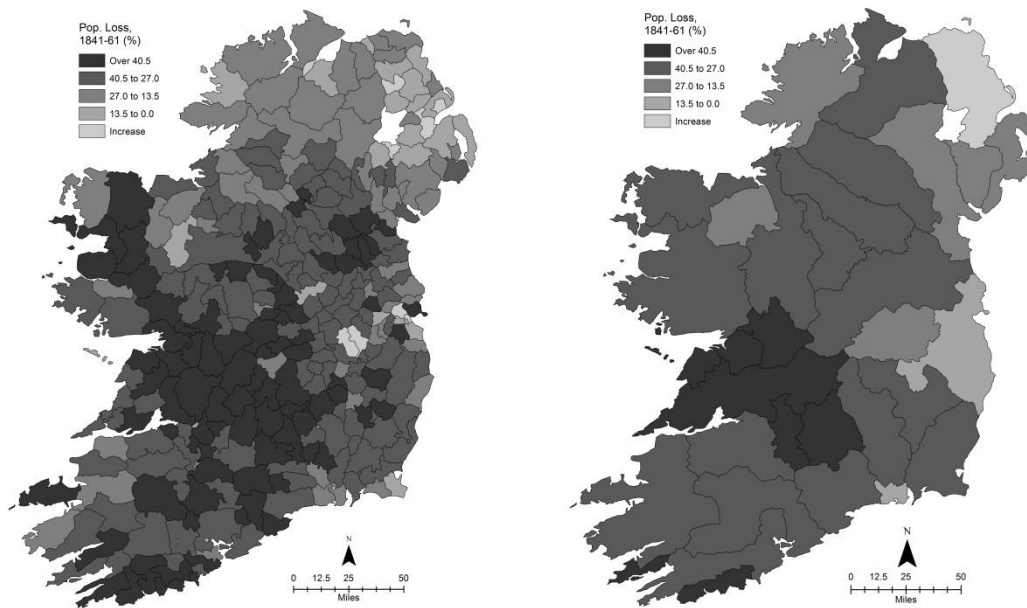 Pop. Loss,
1841-61 (%)
Over 40.5
40.5 to 27.0
27.0 to 13.5
13.5 to 0.0
Increase
N
0 12.5 25 50
Miles
Pop. Loss,
1841-61 (%)
Over 40.5
40.5 to 27.0
27.0 to 13.5
13.5 to 0.0
Increase
N
0 12.5 25 50
Miles